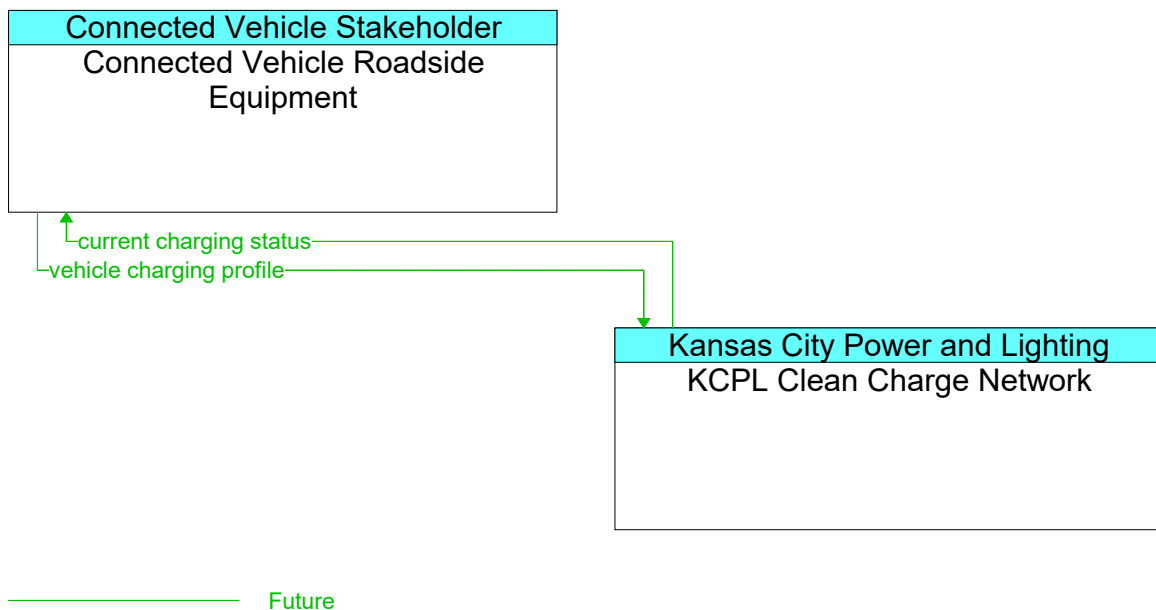 Connected Vehicle Stakeholder
Connected Vehicle Roadside
Equipment
current charging status
vehicle charging profile
Kansas City Power and Lighting
KCPL Clean Charge Network
Future